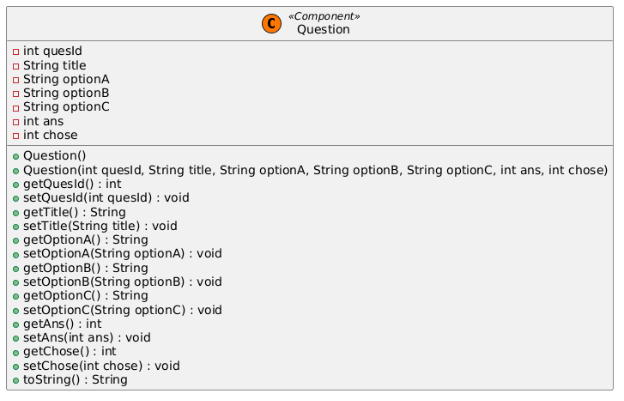 C
«Component»
Question
int quesId
String title
String optionA
String optionB
String optionC
int ans
int chose
Question()
Question(int quesId, String title, String optionA, String optionB, String optionC, int ans, int chose)
getQuesId() : int
setQuesId(int quesId) : void
getTitle() : String
setTitle(String title) : void
getOptionA() : String
setOptionA(String optionA) : void
getOptionB() : String
setOptionB(String optionB) : void
getOptionC() : String
setOptionC(String optionC) : void
getAns() : int
setAns(int ans) : void
getChose() : int
setChose(int chose) : void
toString() : String